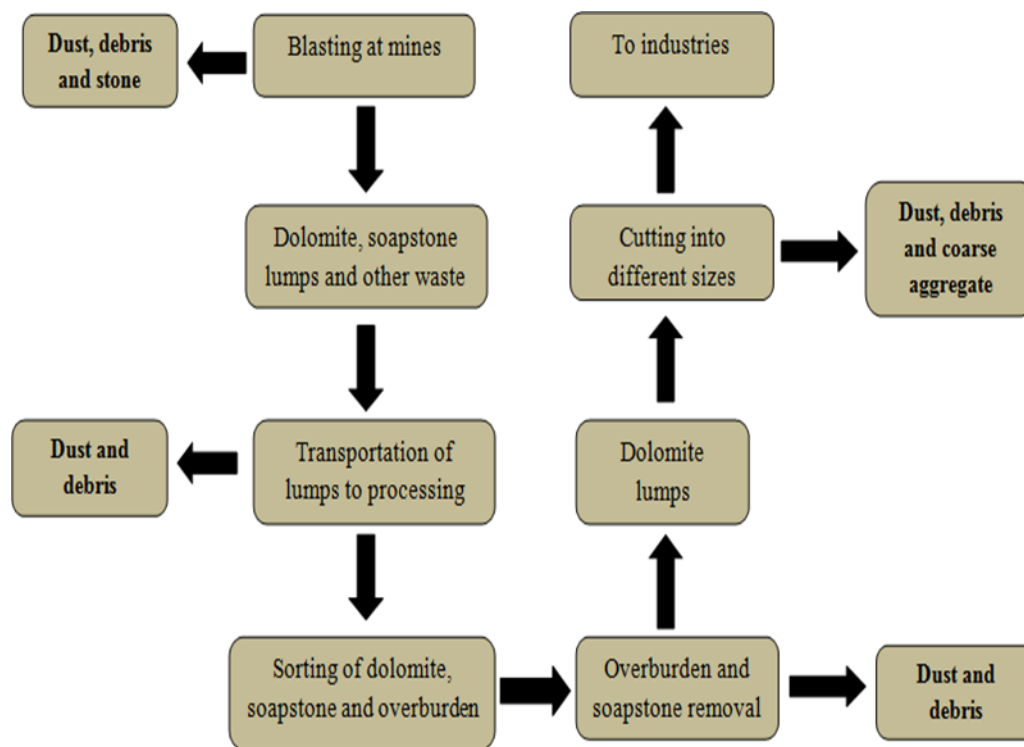 Dust, debris
and stone
Blasting at mines
To industries
Dolomite, soapstone
lumps and other waste
Cutting into
different sizes
Dust, debris
and coarse
aggregate
Dust and
debris
Transportation of
lumps to processing
Dolomite
lumps
Sorting of dolomite,
soapstone and overburden
Overburden and
soapstone removal
Dust and
debris